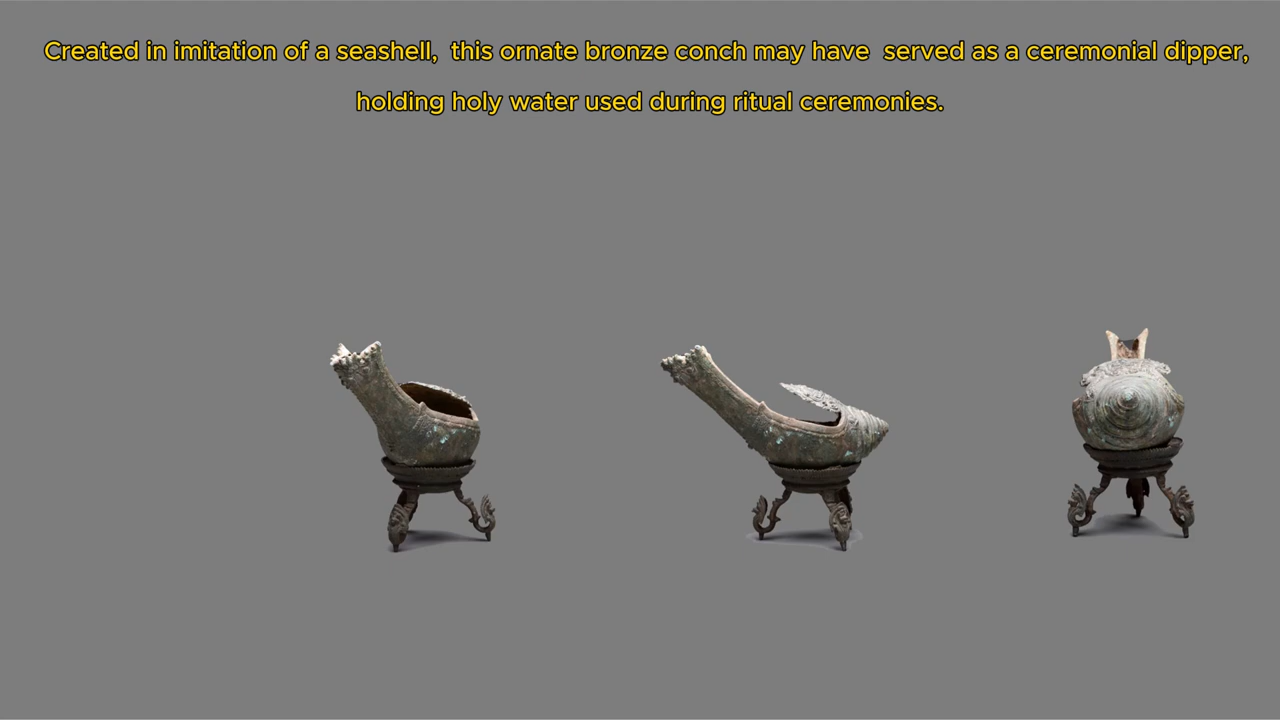 Created in imitation of a seashell,  this ornate bronze conch may have  served as a ceremonial dipper,
holding holy water used during ritual ceremonies.